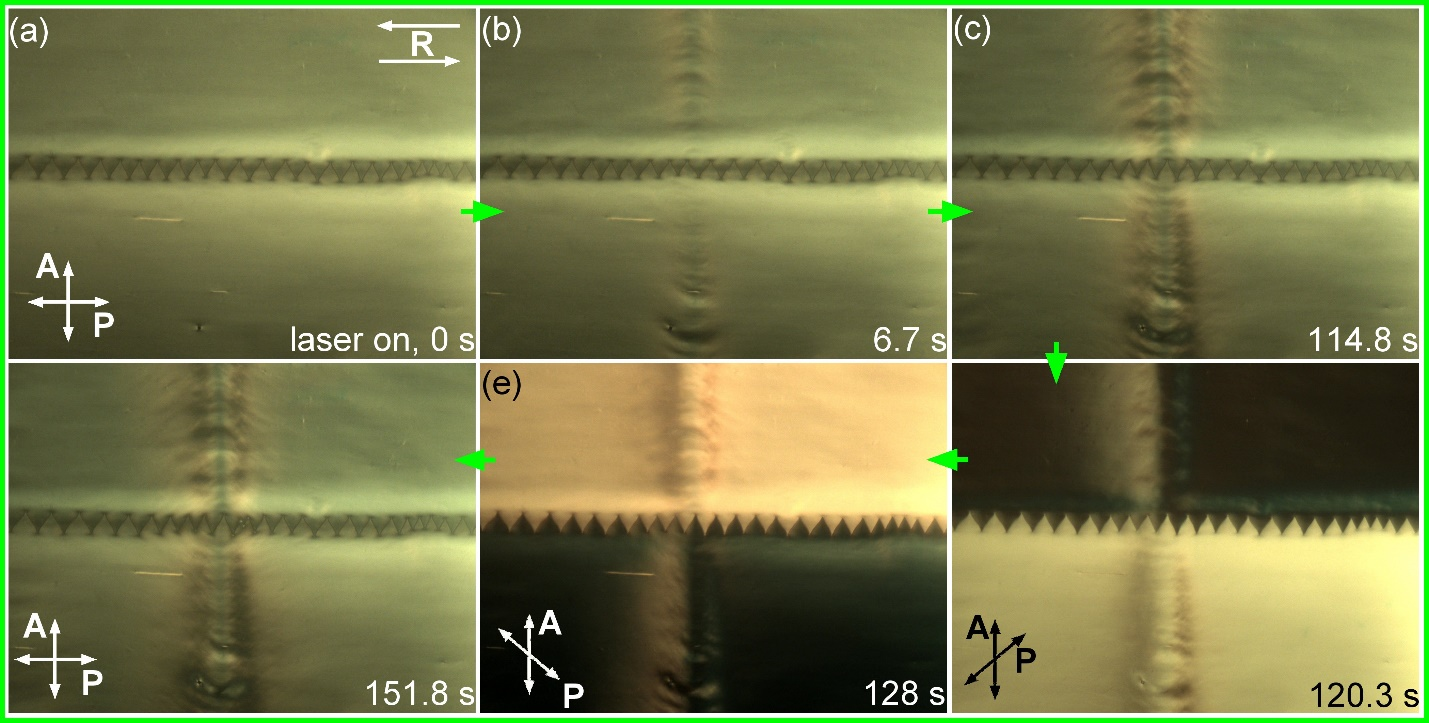 (a)
R
A
P
laser on, 0 s
(b)
6.7 s
(c)
114.8 s
A
P
151.8 s
(e)
A
P
128 s
A
P
120.3 s